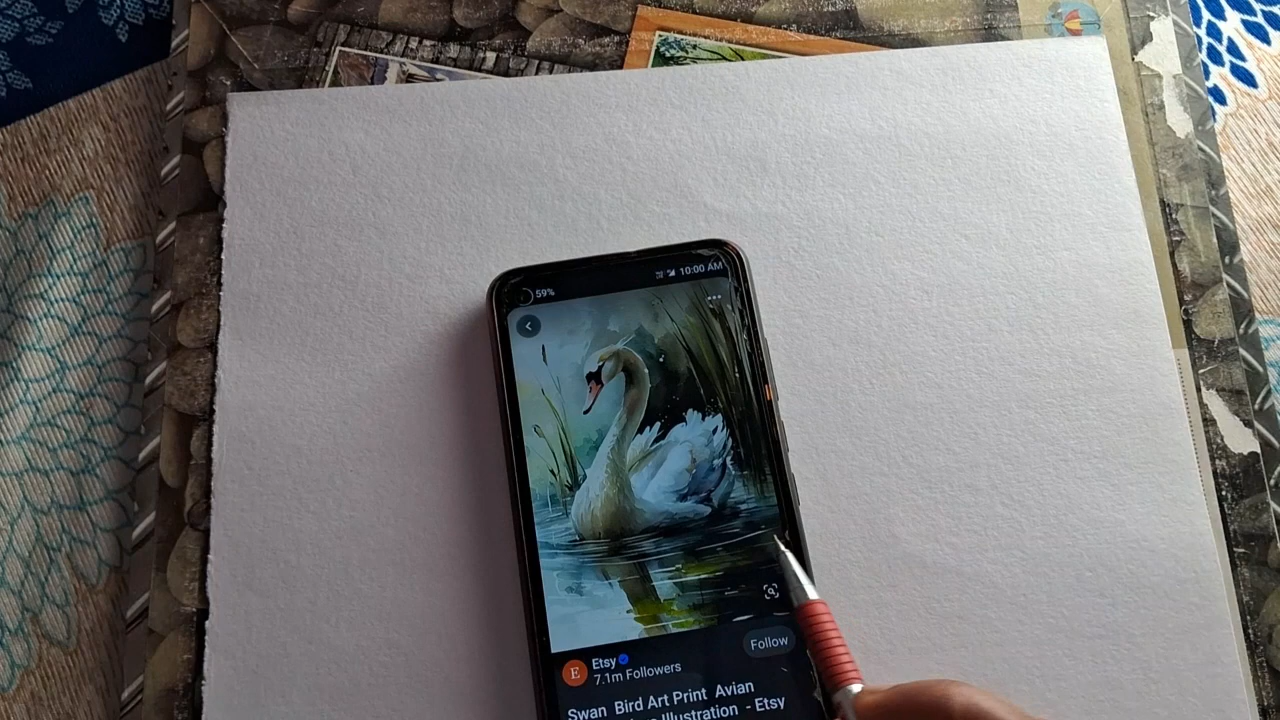 59%
10:00 AM
Etsy
7.1m Followers
Follow
Swan Bird Art Print Avian
Illustration - Etsy